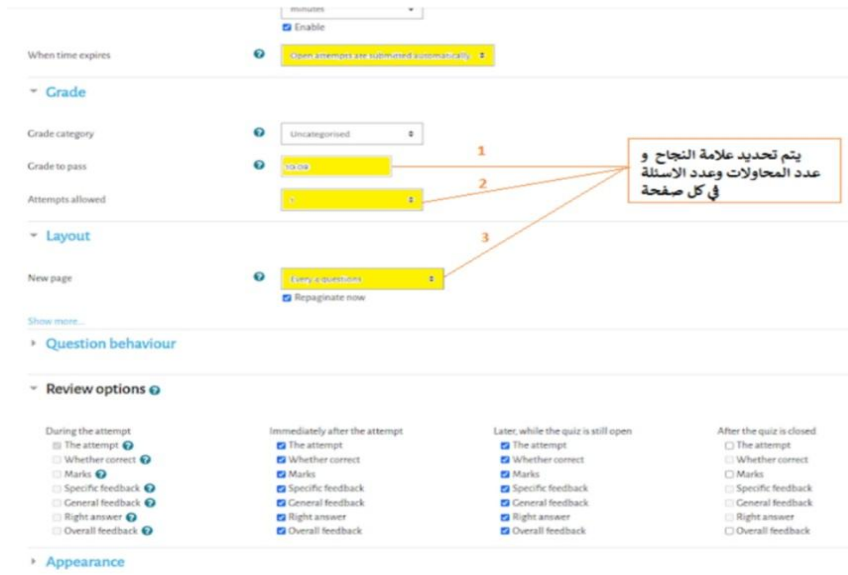 minutes
Enable
When time expires
Open attempts are submitted automatically
Grade
Grade category
Uncategorised
1
Grade to pass
يتم تحديد علامة النجاح و
عدد المحاولات وعدد الاسئلة
في كل صفحة
2
Attempts allowed
Layout
3
New page
Every 2 questions
Repaginate now
Show more...
Question behaviour
Review options
During the attempt
The attempt
Whether correct
Marks
Specific feedback
General feedback
Right answer
Overall feedback
Immediately after the attempt
The attempt
Whether correct
Marks
Specific feedback
General feedback
Right answer
Overall feedback
Later, while the quiz is still open
The attempt
Whether correct
Marks
Specific feedback
General feedback
Right answer
Overall feedback
After the quiz is closed
The attempt
Whether correct
Marks
Specific feedback
General feedback
Right answer
Overall feedback
Appearance